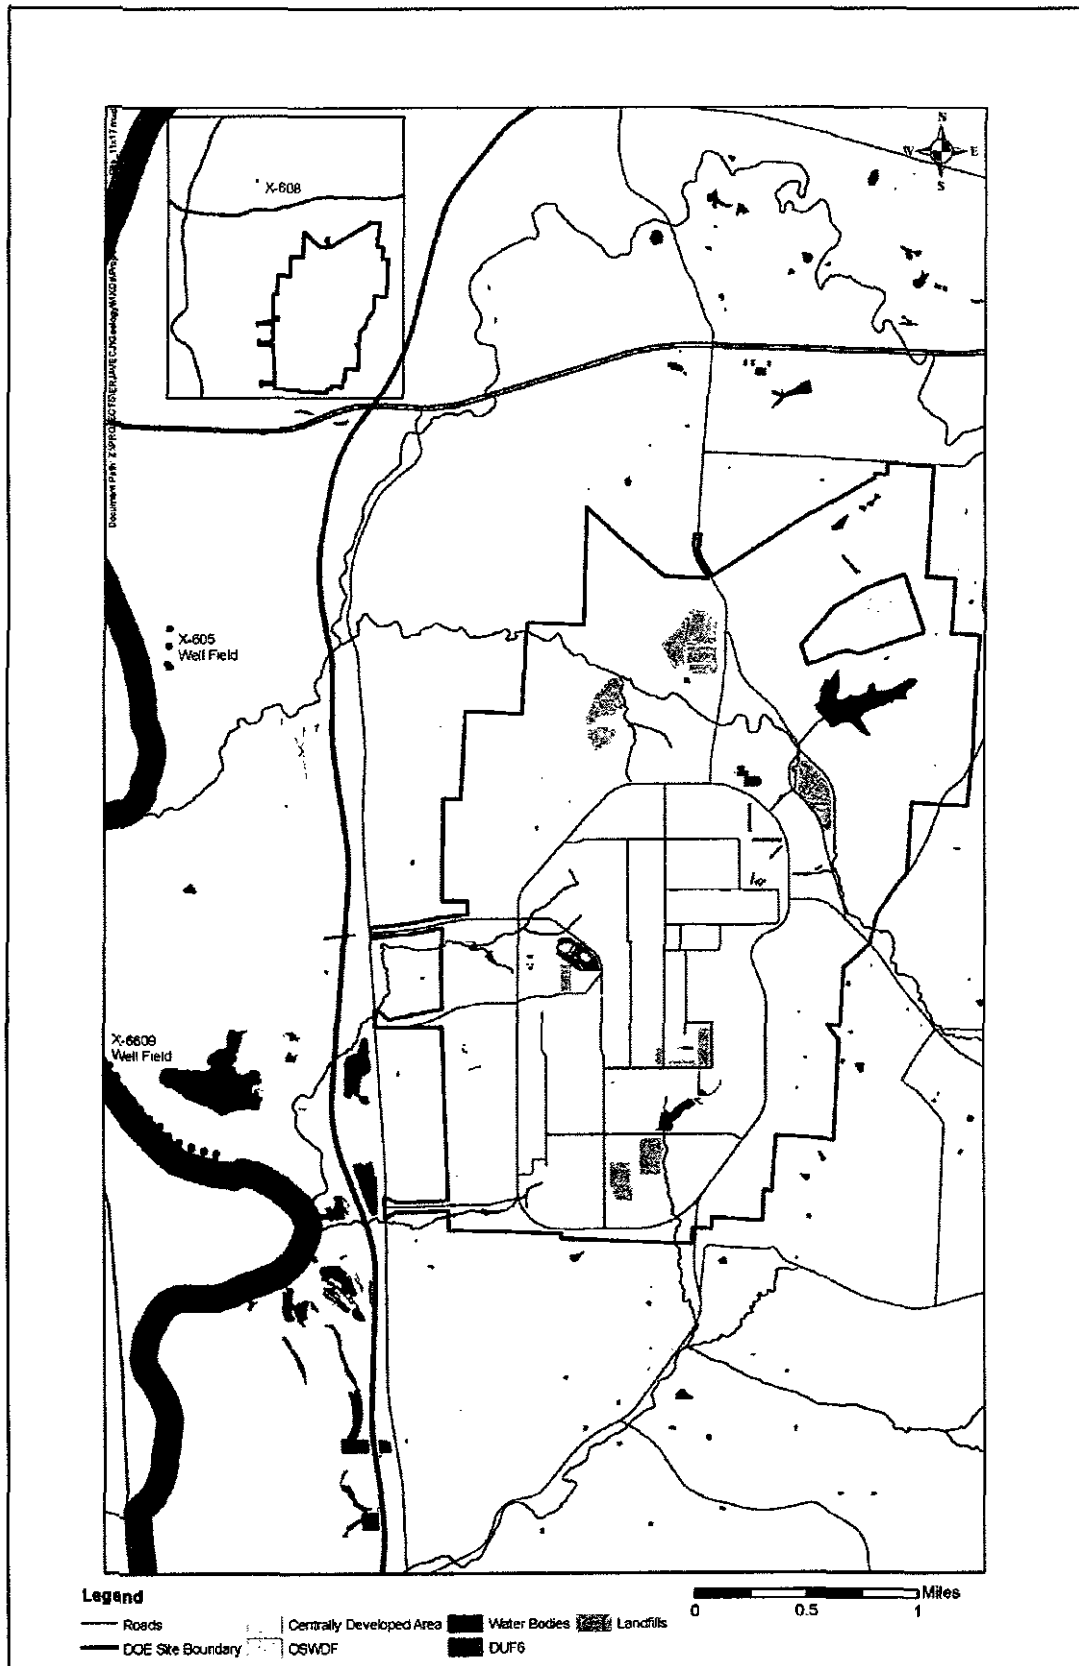 N
W E
S
X-608
X-605
Well Field
X-6609
Well Field
Legend
Roads
Centrally Developed Area
Water Bodies
Landfills
DOE Site Boundary
OSWDF
DUF6
Miles
0 0.5 1